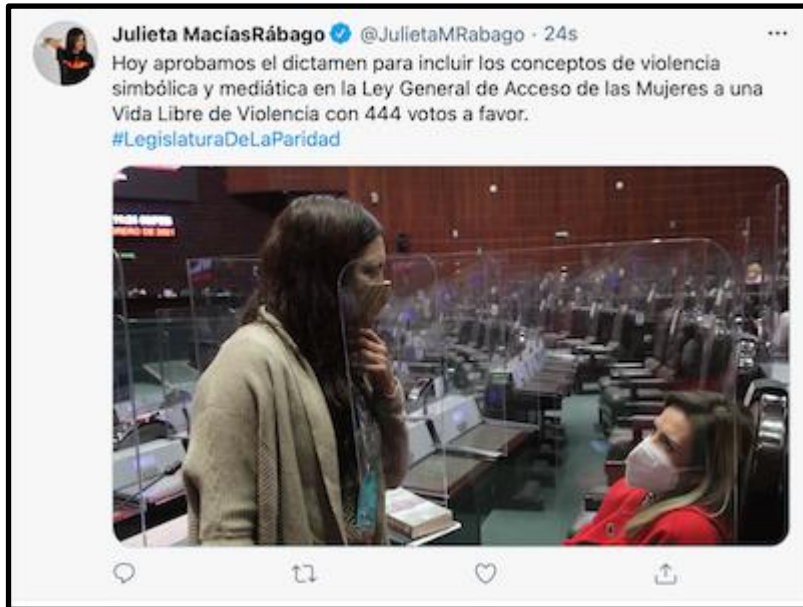 Julieta MacíasRábago @JulietaMRabago · 24s
Hoy aprobamos el dictamen para incluir los conceptos de violencia
simbólica y mediática en la Ley General de Acceso de las Mujeres a una
Vida Libre de Violencia con 444 votos a favor.
#LegislaturaDeLaParidad